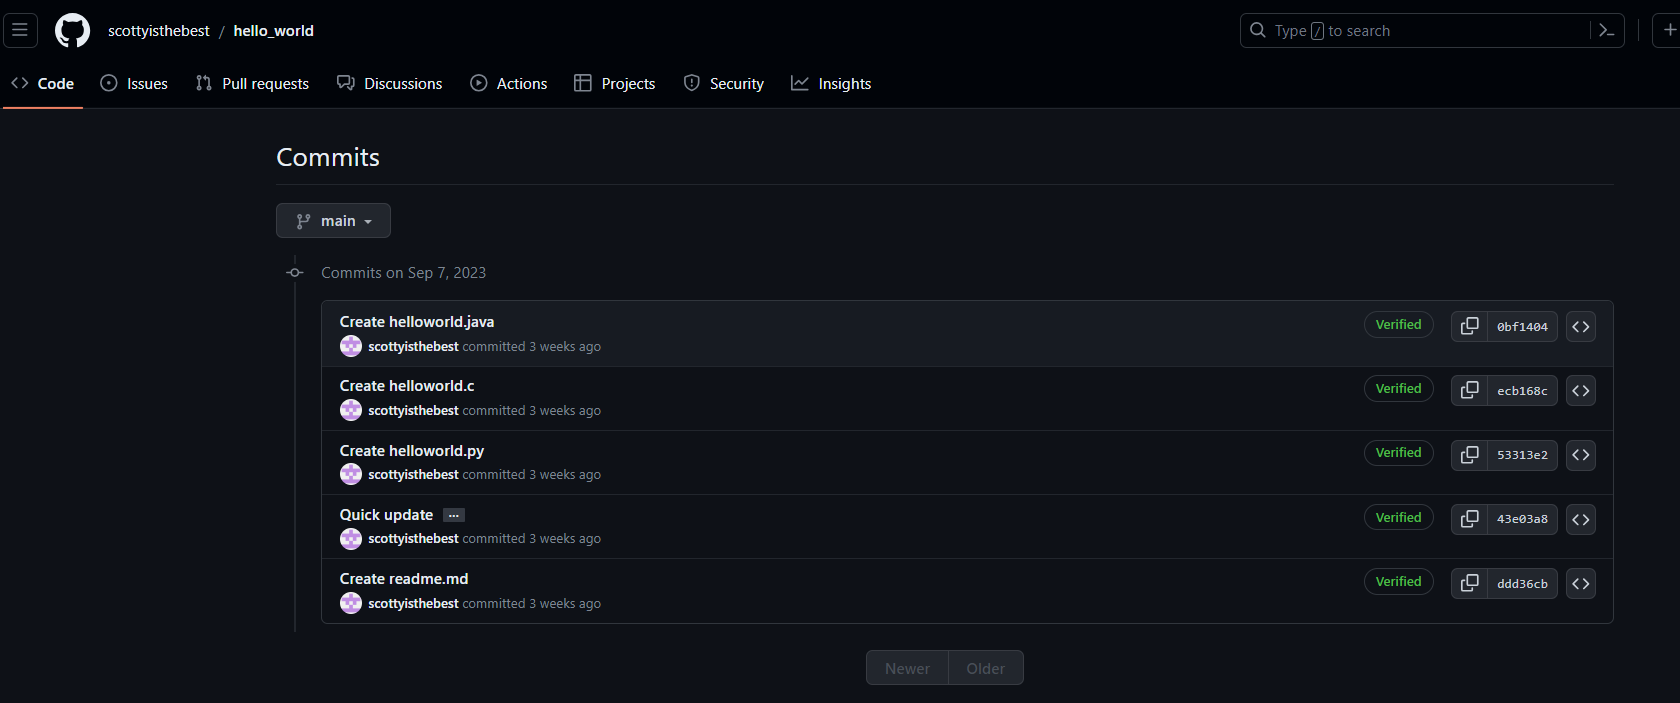 scottyisthebest / hello_world
Type / to search
Code Issues Pull requests Discussions Actions Projects Security Insights
Commits
main
Commits on Sep 7, 2023
Create helloworld.java
Verified 0bf1404
scottyisthebest committed 3 weeks ago
Create helloworld.c
Verified ecb168c
scottyisthebest committed 3 weeks ago
Create helloworld.py
Verified 53313e2
scottyisthebest committed 3 weeks ago
Quick update ...
Verified 43e03a8
scottyisthebest committed 3 weeks ago
Create readme.md
Verified ddd36cb
scottyisthebest committed 3 weeks ago
Newer Older